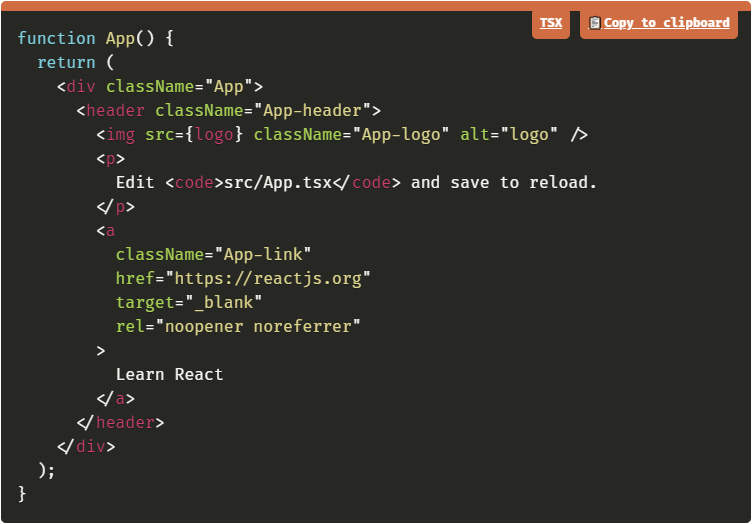 TSX
Copy to clipboard
function App() {
  return (
    <div className="App">
      <header className="App-header">
        <img src={logo} className="App-logo" alt="logo" />
        <p>
          Edit <code>src/App.tsx</code> and save to reload.
        </p>
        <a
          className="App-link"
          href="https://reactjs.org"
          target="_blank"
          rel="noopener noreferrer"
        >
          Learn React
        </a>
      </header>
    </div>
  );
}